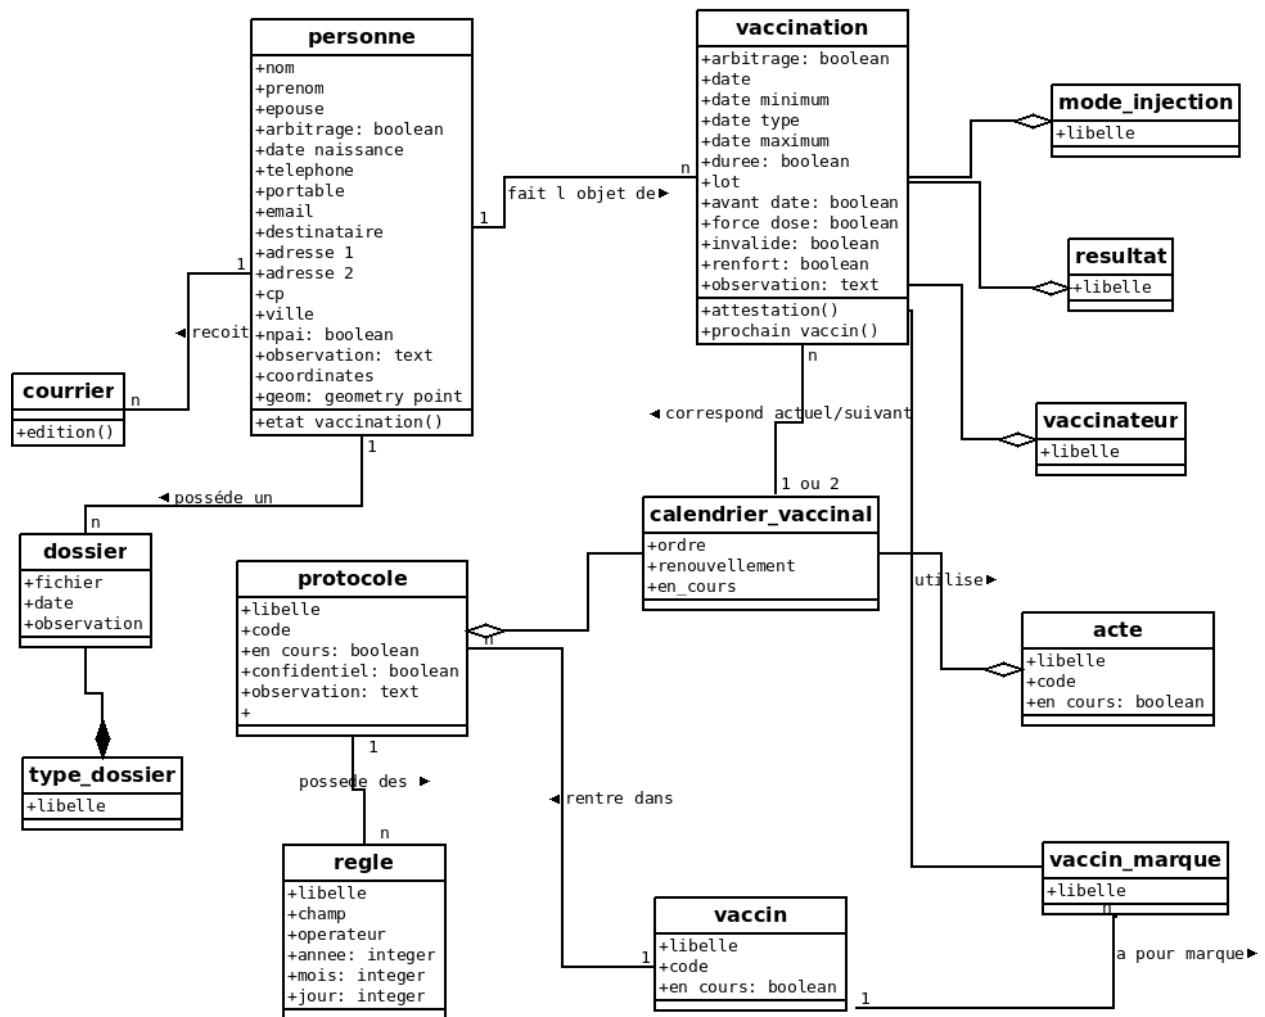 personne
+nom
+prenom
+epouse
+arbitrage: boolean
+date naissance
+telephone
+portable
+email
+destinataire
+adresse 1
+adresse 2
+cp
+ville
+npai: boolean
+observation: text
+coordinates
+geom: geometry point
+etat vaccination()
vaccination
+arbitrage: boolean
+date
+date minimum
+date type
+date maximum
+duree: boolean
+lot
+avant date: boolean
+force dose: boolean
+invalide: boolean
+renfort: boolean
+observation: text
+attestation()
+prochain vaccin()
mode_injection
+libelle
n
fait l objet de►
1
resultat
+libelle
1
◄ recoit
n
courrier
+edition()
vaccinateur
+libelle
n
◄ correspond actuel/suivant
1 ou 2
1
◄ posséde un
n
dossier
+fichier
+date
+observation
calendrier_vaccinal
+ordre
+renouvellement
+en_cours
utilise►
protocole
+libelle
+code
+en cours: boolean
+confidentiel: boolean
+observation: text
+
n
acte
+libelle
+code
+en cours: boolean
type_dossier
+libelle
1
possede des ►
n
◄ rentre dans
regle
+libelle
+champ
+operateur
+annee: integer
+mois: integer
+jour: integer
vaccin
+libelle
+code
+en cours: boolean
1
vaccin_marque
+libelle
n
a pour marque►
1